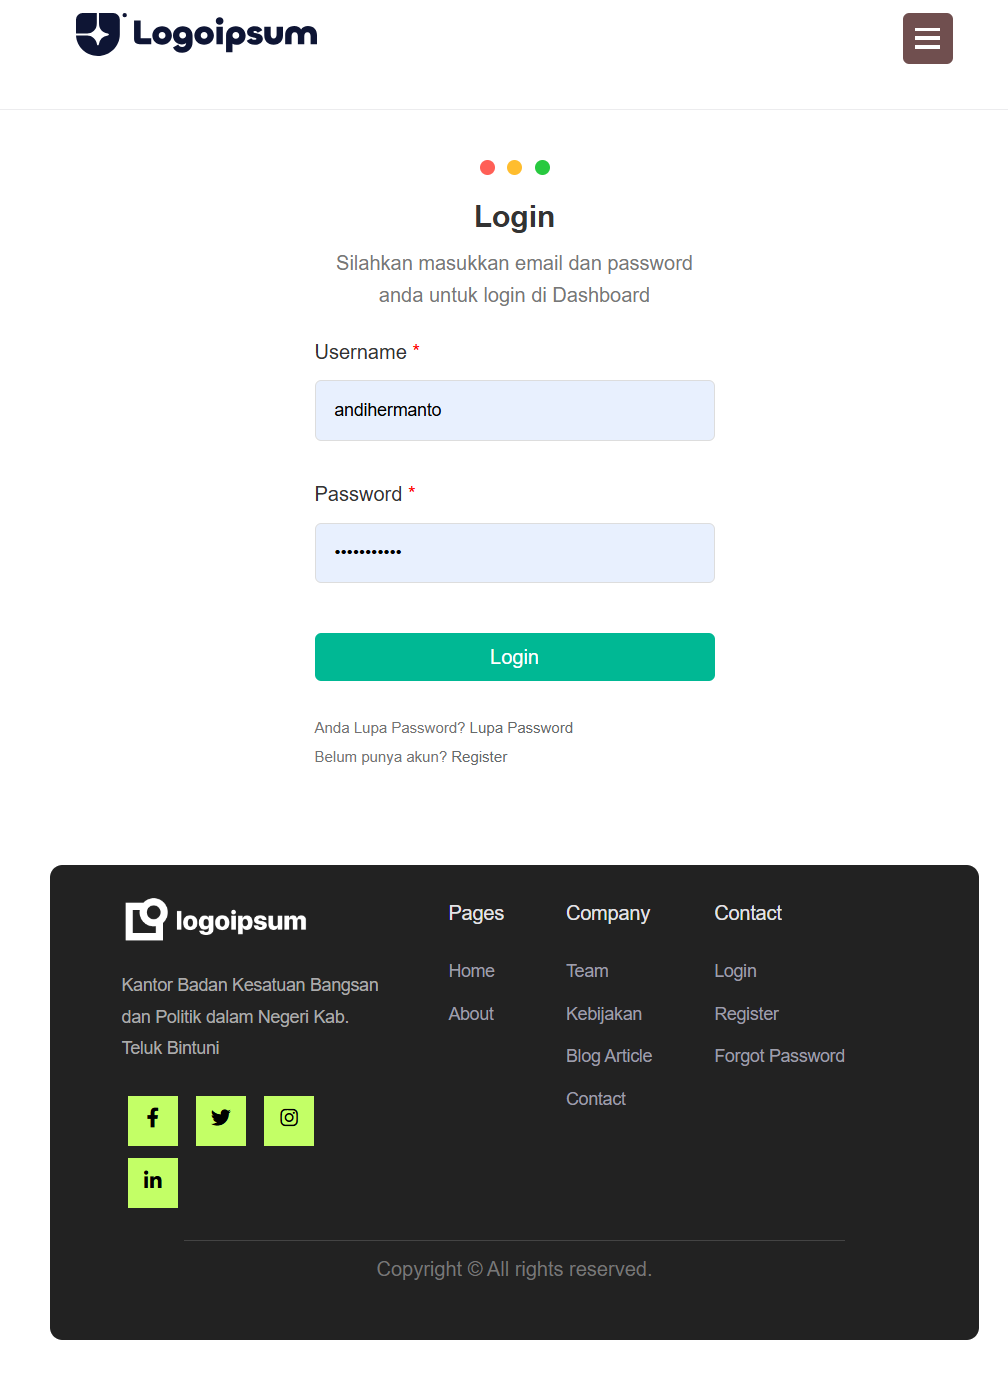 Logoipsum
Login
Silahkan masukkan email dan password
anda untuk login di Dashboard
Username *
andihermanto
Password *
•••••••••••
Login
Anda Lupa Password? Lupa Password
Belum punya akun? Register
logoipsum
Kantor Badan Kesatuan Bangsan
dan Politik dalam Negeri Kab.
Teluk Bintuni
Pages
Home
About
Company
Team
Kebijakan
Blog Article
Contact
Contact
Login
Register
Forgot Password
Copyright © All rights reserved.